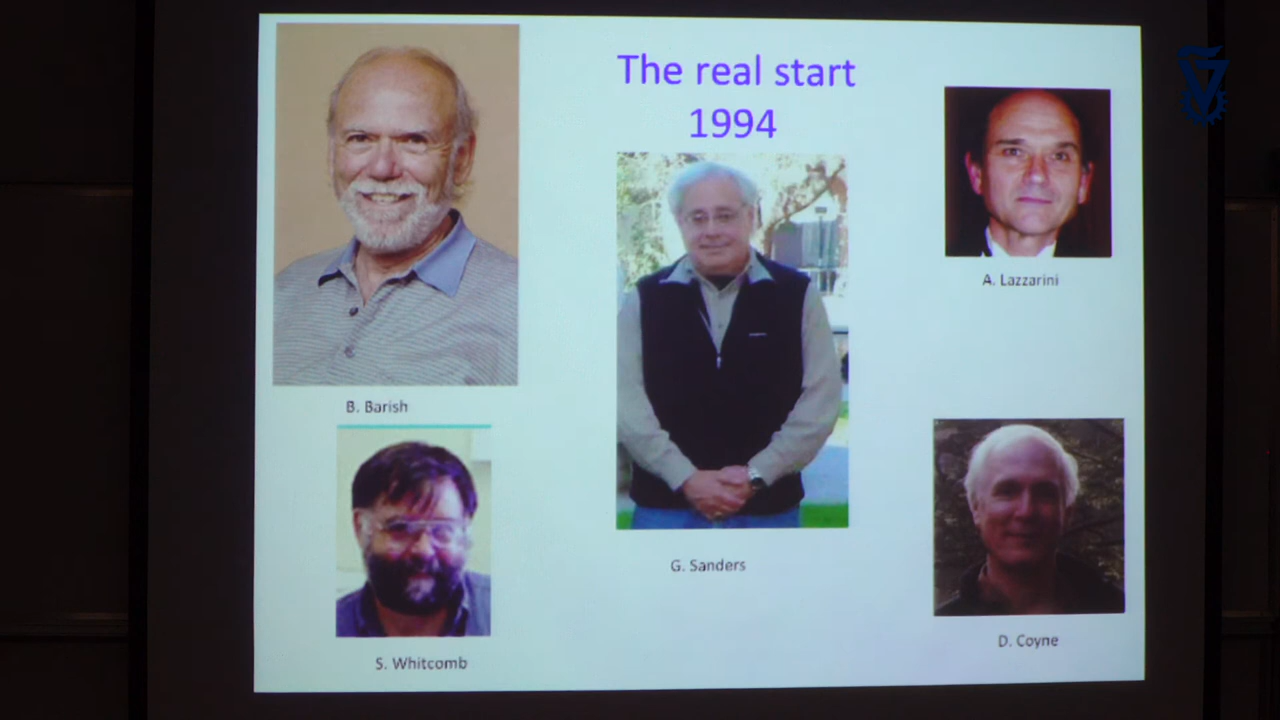 The real start
1994
A. Lazzarini
B. Barish
G. Sanders
D. Coyne
S. Whitcomb